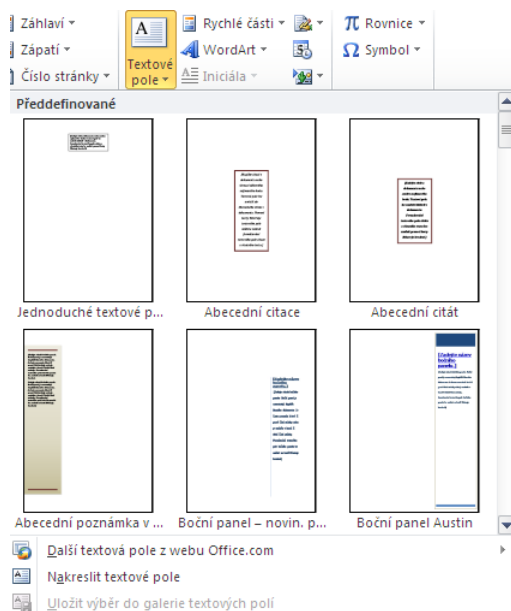 Záhlaví
Rychlé části
Rovnice
Zápatí
WordArt
Symbol
Textové
pole
Číslo stránky
Iniciála
Předdefinované
Jednoduché textové p...
Abecední citace
Abecední citát
Abecední poznámka v ...
Boční panel – novin. p...
Boční panel Austin
Další textová pole z webu Office.com
Nakreslit textové pole
Uložit výběr do galerie textových polí